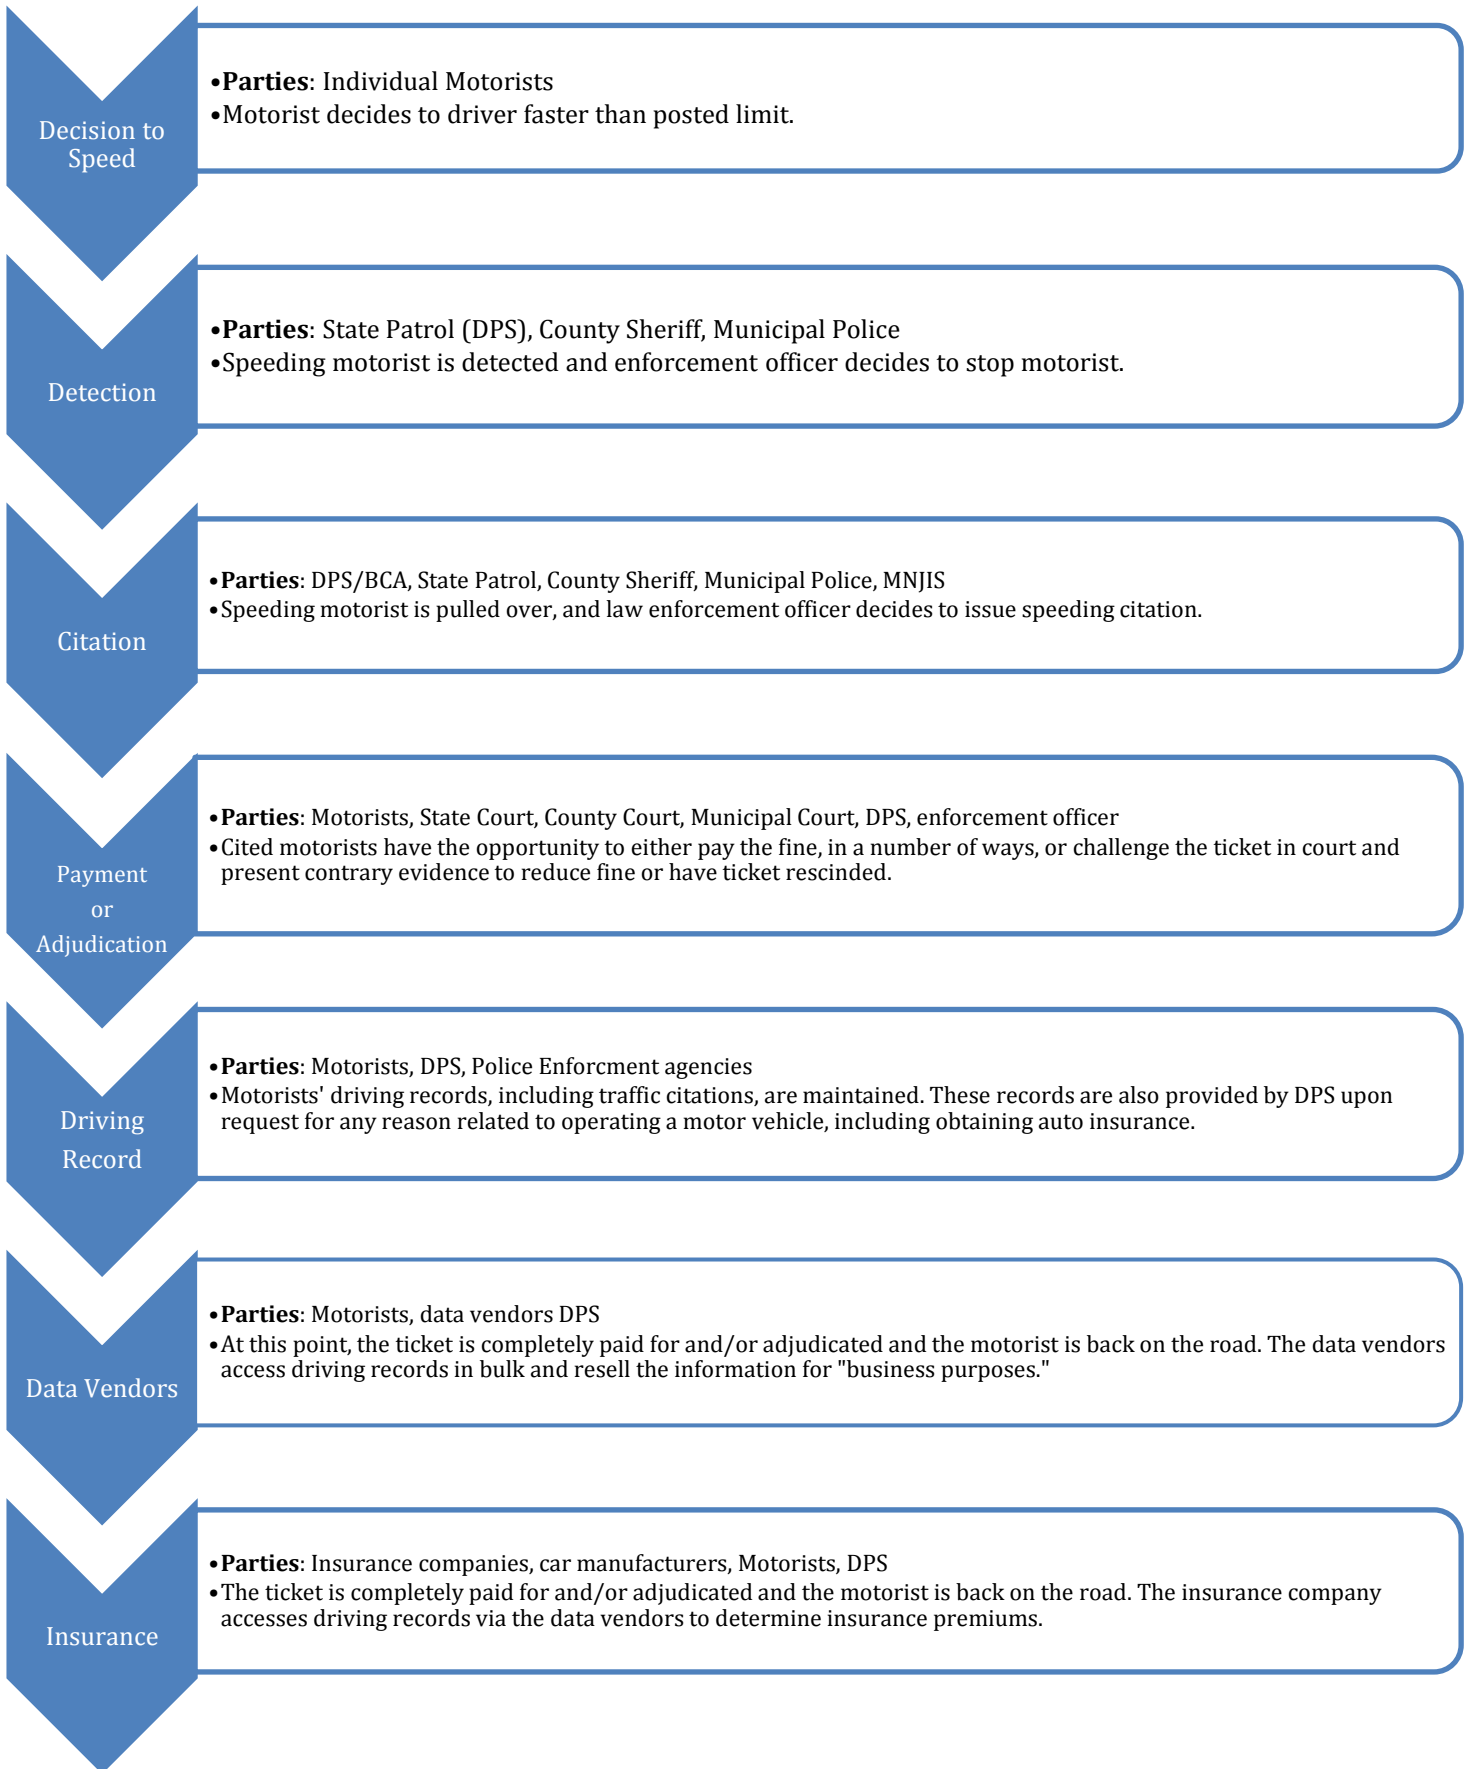 Decision to
Speed
•Parties: Individual Motorists
•Motorist decides to driver faster than posted limit.
Detection
•Parties: State Patrol (DPS), County Sheriff, Municipal Police
•Speeding motorist is detected and enforcement officer decides to stop motorist.
Citation
•Parties: DPS/BCA, State Patrol, County Sheriff, Municipal Police, MNJIS
•Speeding motorist is pulled over, and law enforcement officer decides to issue speeding citation.
Payment
or
Adjudication
•Parties: Motorists, State Court, County Court, Municipal Court, DPS, enforcement officer
•Cited motorists have the opportunity to either pay the fine, in a number of ways, or challenge the ticket in court and
present contrary evidence to reduce fine or have ticket rescinded.
Driving
Record
•Parties: Motorists, DPS, Police Enforcment agencies
•Motorists' driving records, including traffic citations, are maintained. These records are also provided by DPS upon
request for any reason related to operating a motor vehicle, including obtaining auto insurance.
Data Vendors
•Parties: Motorists, data vendors DPS
•At this point, the ticket is completely paid for and/or adjudicated and the motorist is back on the road. The data vendors
access driving records in bulk and resell the information for "business purposes."
Insurance
•Parties: Insurance companies, car manufacturers, Motorists, DPS
•The ticket is completely paid for and/or adjudicated and the motorist is back on the road. The insurance company
accesses driving records via the data vendors to determine insurance premiums.